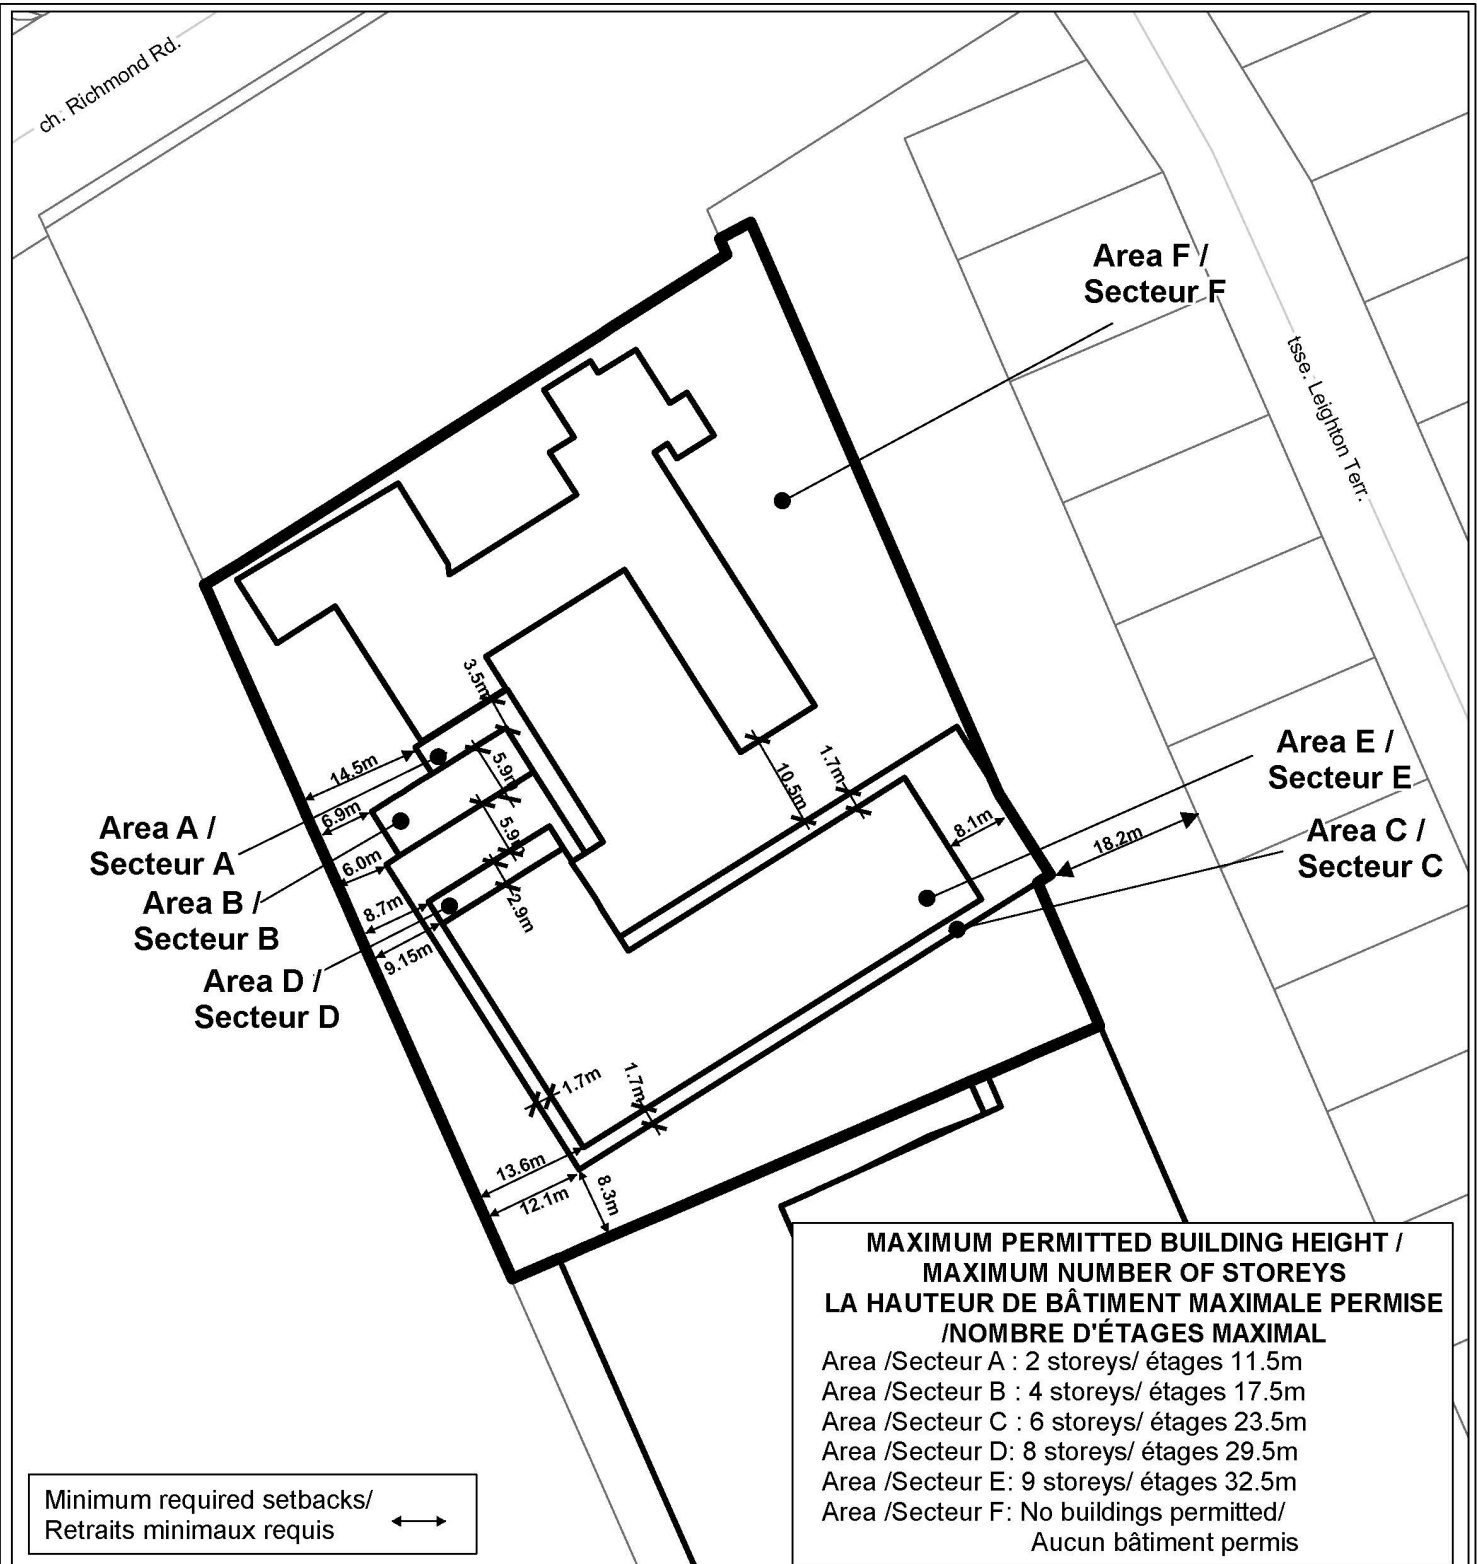 ch. Richmond Rd.
Area F /
Secteur F
tsse. Leighton Terr.
3.5m
14.5m
5.9m
6.9m
10.5m
1.7m
Area E /
Secteur E
8.1m
18.2m
Area C /
Secteur C
Area A /
Secteur A
5.9m
6.0m
Area B /
Secteur B
8.7m
2.9m
9.15m
Area D /
Secteur D
1.7m
1.7m
13.6m
12.1m
8.3m
MAXIMUM PERMITTED BUILDING HEIGHT /
MAXIMUM NUMBER OF STOREYS
LA HAUTEUR DE BÂTIMENT MAXIMALE PERMISE
/NOMBRE D'ÉTAGES MAXIMAL
Area /Secteur A : 2 storeys/ étages 11.5m
Area /Secteur B : 4 storeys/ étages 17.5m
Area /Secteur C : 6 storeys/ étages 23.5m
Area /Secteur D: 8 storeys/ étages 29.5m
Area /Secteur E: 9 storeys/ étages 32.5m
Area /Secteur F: No buildings permitted/
Aucun bâtiment permis
Minimum required setbacks/
Retraits minimaux requis